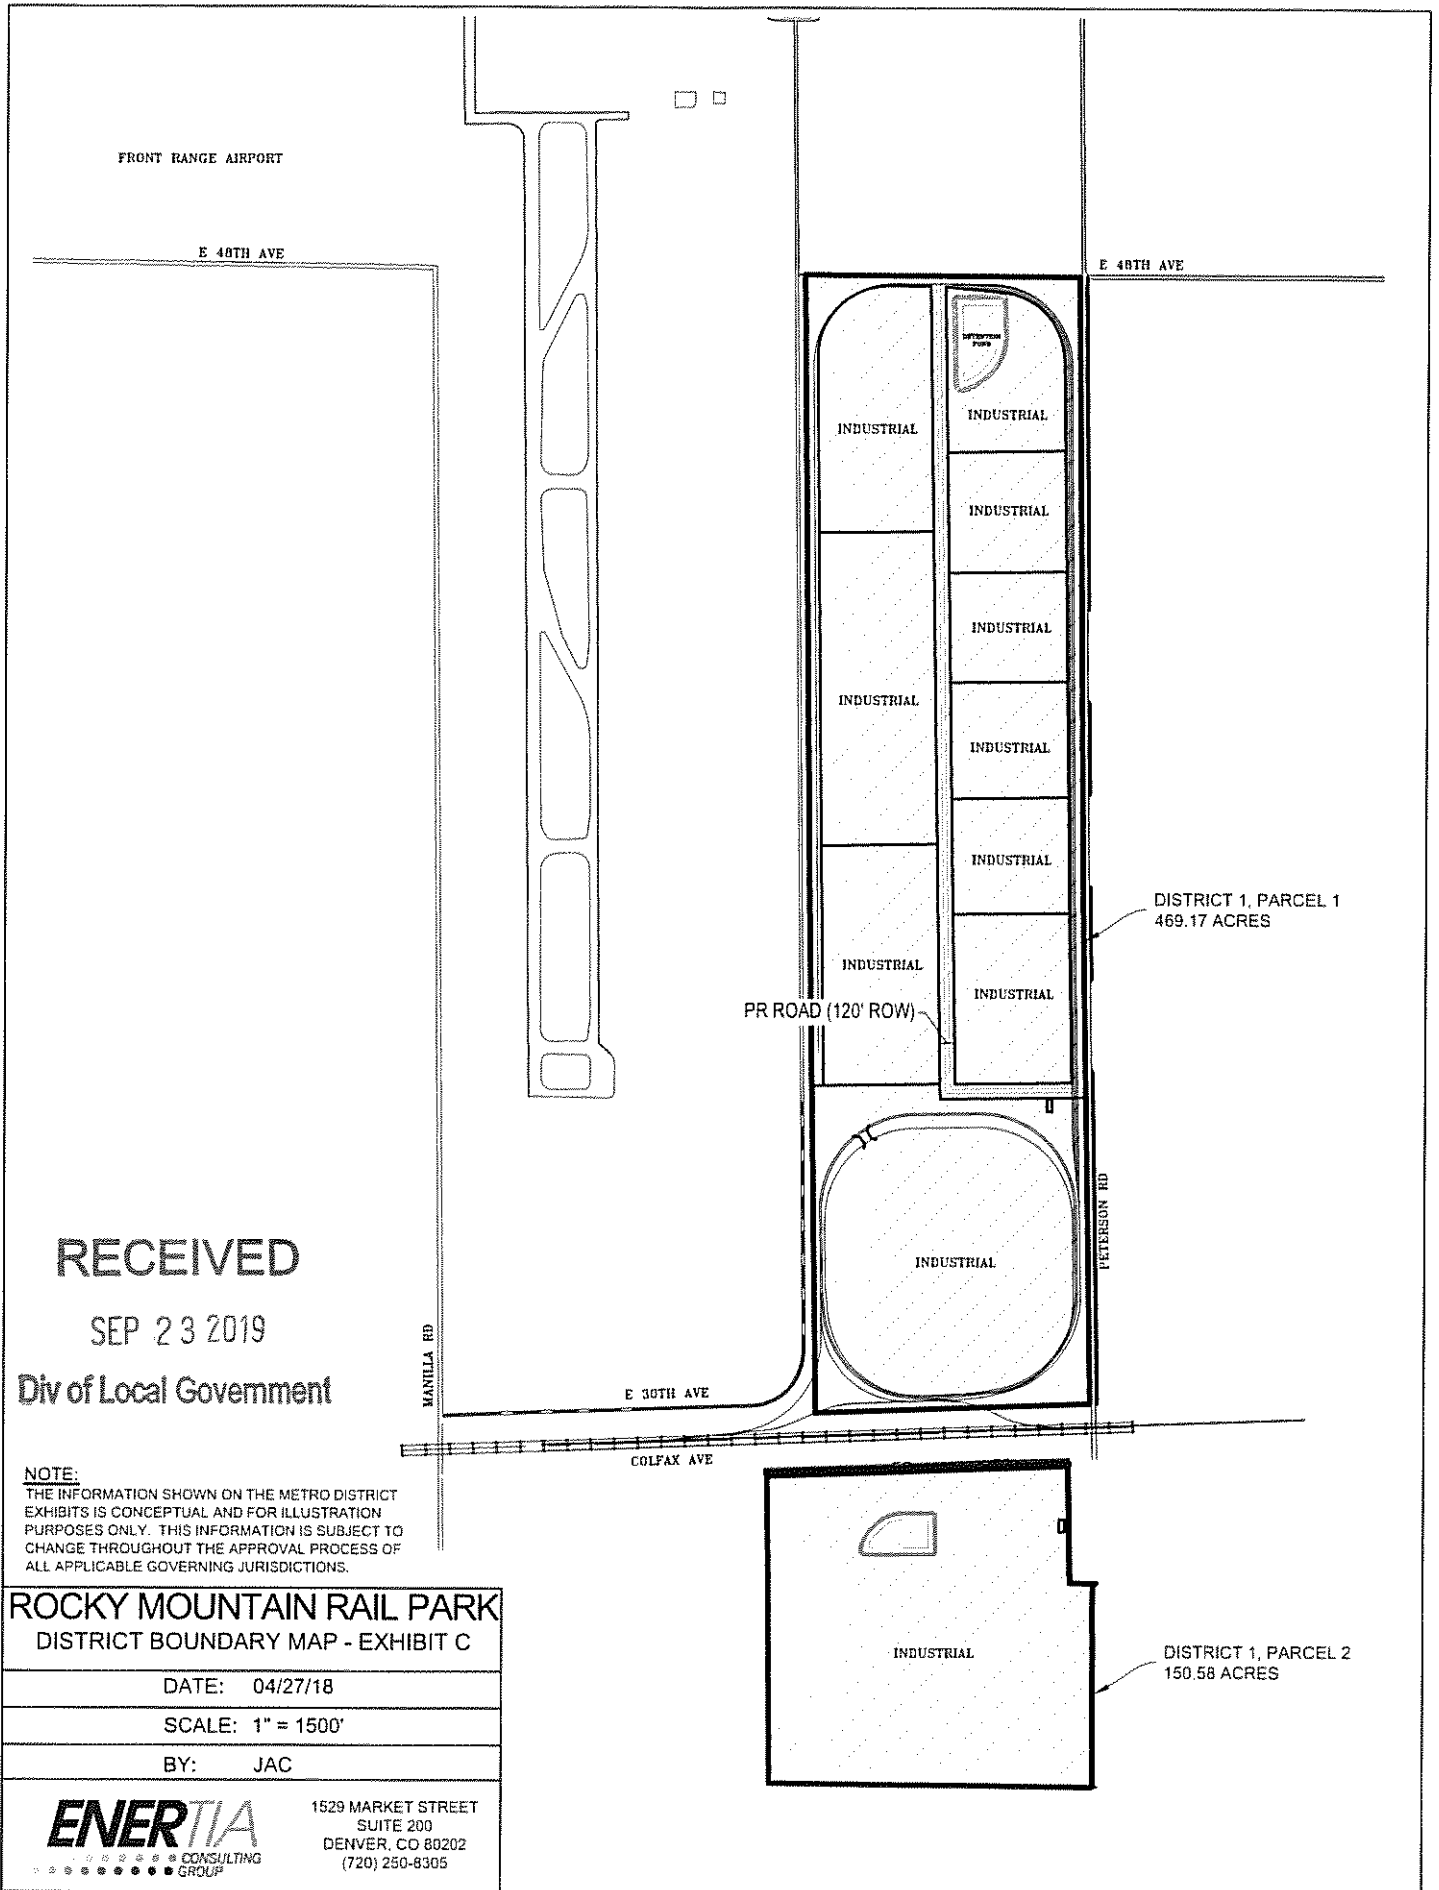 FRONT RANGE AIRPORT
E 48TH AVE
E 48TH AVE
DETENTION
POND
INDUSTRIAL
INDUSTRIAL
INDUSTRIAL
INDUSTRIAL
INDUSTRIAL
INDUSTRIAL
INDUSTRIAL
DISTRICT 1, PARCEL 1
469.17 ACRES
INDUSTRIAL
INDUSTRIAL
PR ROAD (120' ROW)
PETERSON RD
INDUSTRIAL
RECEIVED
SEP 23 2019
Div of Local Government
MANILLA RD
E 30TH AVE
COLFAX AVE
NOTE:
THE INFORMATION SHOWN ON THE METRO DISTRICT
EXHIBITS IS CONCEPTUAL AND FOR ILLUSTRATION
PURPOSES ONLY. THIS INFORMATION IS SUBJECT TO
CHANGE THROUGHOUT THE APPROVAL PROCESS OF
ALL APPLICABLE GOVERNING JURISDICTIONS.
INDUSTRIAL
DISTRICT 1, PARCEL 2
150.58 ACRES
ROCKY MOUNTAIN RAIL PARK
DISTRICT BOUNDARY MAP - EXHIBIT C
DATE: 04/27/18
SCALE: 1" = 1500'
BY: JAC
ENERTIA
CONSULTING
GROUP
1529 MARKET STREET
SUITE 200
DENVER, CO 80202
(720) 250-8305